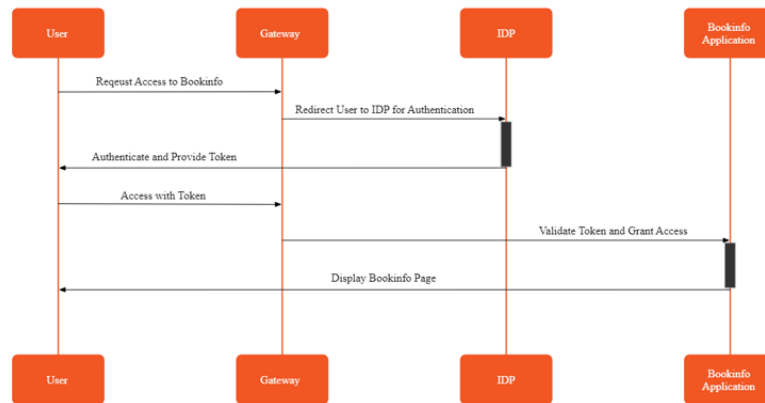 User
Gateway
IDP
Bookinfo
Application
Reqeust Access to Bookinfo
Redirect User to IDP for Authentication
Authenticate and Provide Token
Access with Token
Validate Token and Grant Access
Display Bookinfo Page
User
Gateway
IDP
Bookinfo
Application